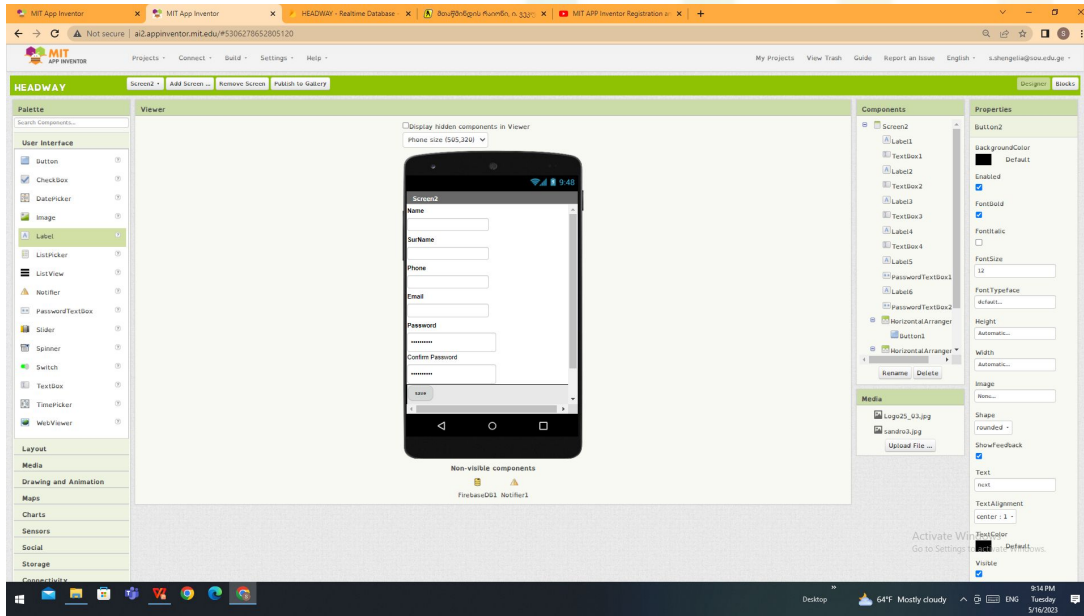 MIT App Inventor
MIT App Inventor
HEADWAY - Realtime Database -
MIT APP Inventor Registration a
Not secure
ai2.appinventor.mit.edu/#5306278652805120
S
MIT
APP INVENTOR
Projects
Connect
Build
Settings
Help
My Projects
View Trash
Guide
Report an Issue
English
s.shengelia@sou.edu.ge
HEADWAY
Screen2
Add Screen ...
Remove Screen
Publish to Gallery
Designer
Blocks
Palette
Search Components...
User Interface
Button
CheckBox
DatePicker
Image
Label
ListPicker
ListView
Notifier
PasswordTextBox
Slider
Spinner
Switch
TextBox
TimePicker
WebViewer
Layout
Media
Drawing and Animation
Maps
Charts
Sensors
Social
Storage
Connectivity
Viewer
Display hidden components in Viewer
Phone size (505,320)
9:48
Screen2
Name
SurName
Phone
Email
Password
Confirm Password
save
Non-visible components
FirebaseDB1
Notifier1
Components
Screen2
Label1
TextBox1
Label2
TextBox2
Label3
TextBox3
Label4
TextBox4
Label5
PasswordTextBox1
Label6
PasswordTextBox2
HorizontalArranger
Button1
HorizontalArranger
Rename
Delete
Media
Logo25_03.jpg
sandro3.jpg
Upload File ...
Properties
Button2
BackgroundColor
Default
Enabled
FontBold
FontItalic
FontSize
12
FontTypeface
default...
Height
Automatic...
Width
Automatic...
Image
None...
Shape
rounded
ShowFeedback
Text
next
TextAlignment
center : 1
TextColor
Default
Visible
Activate Windows
Go to Settings to activate Windows.
Desktop
64°F Mostly cloudy
ENG
9:14 PM
Tuesday
5/16/2023